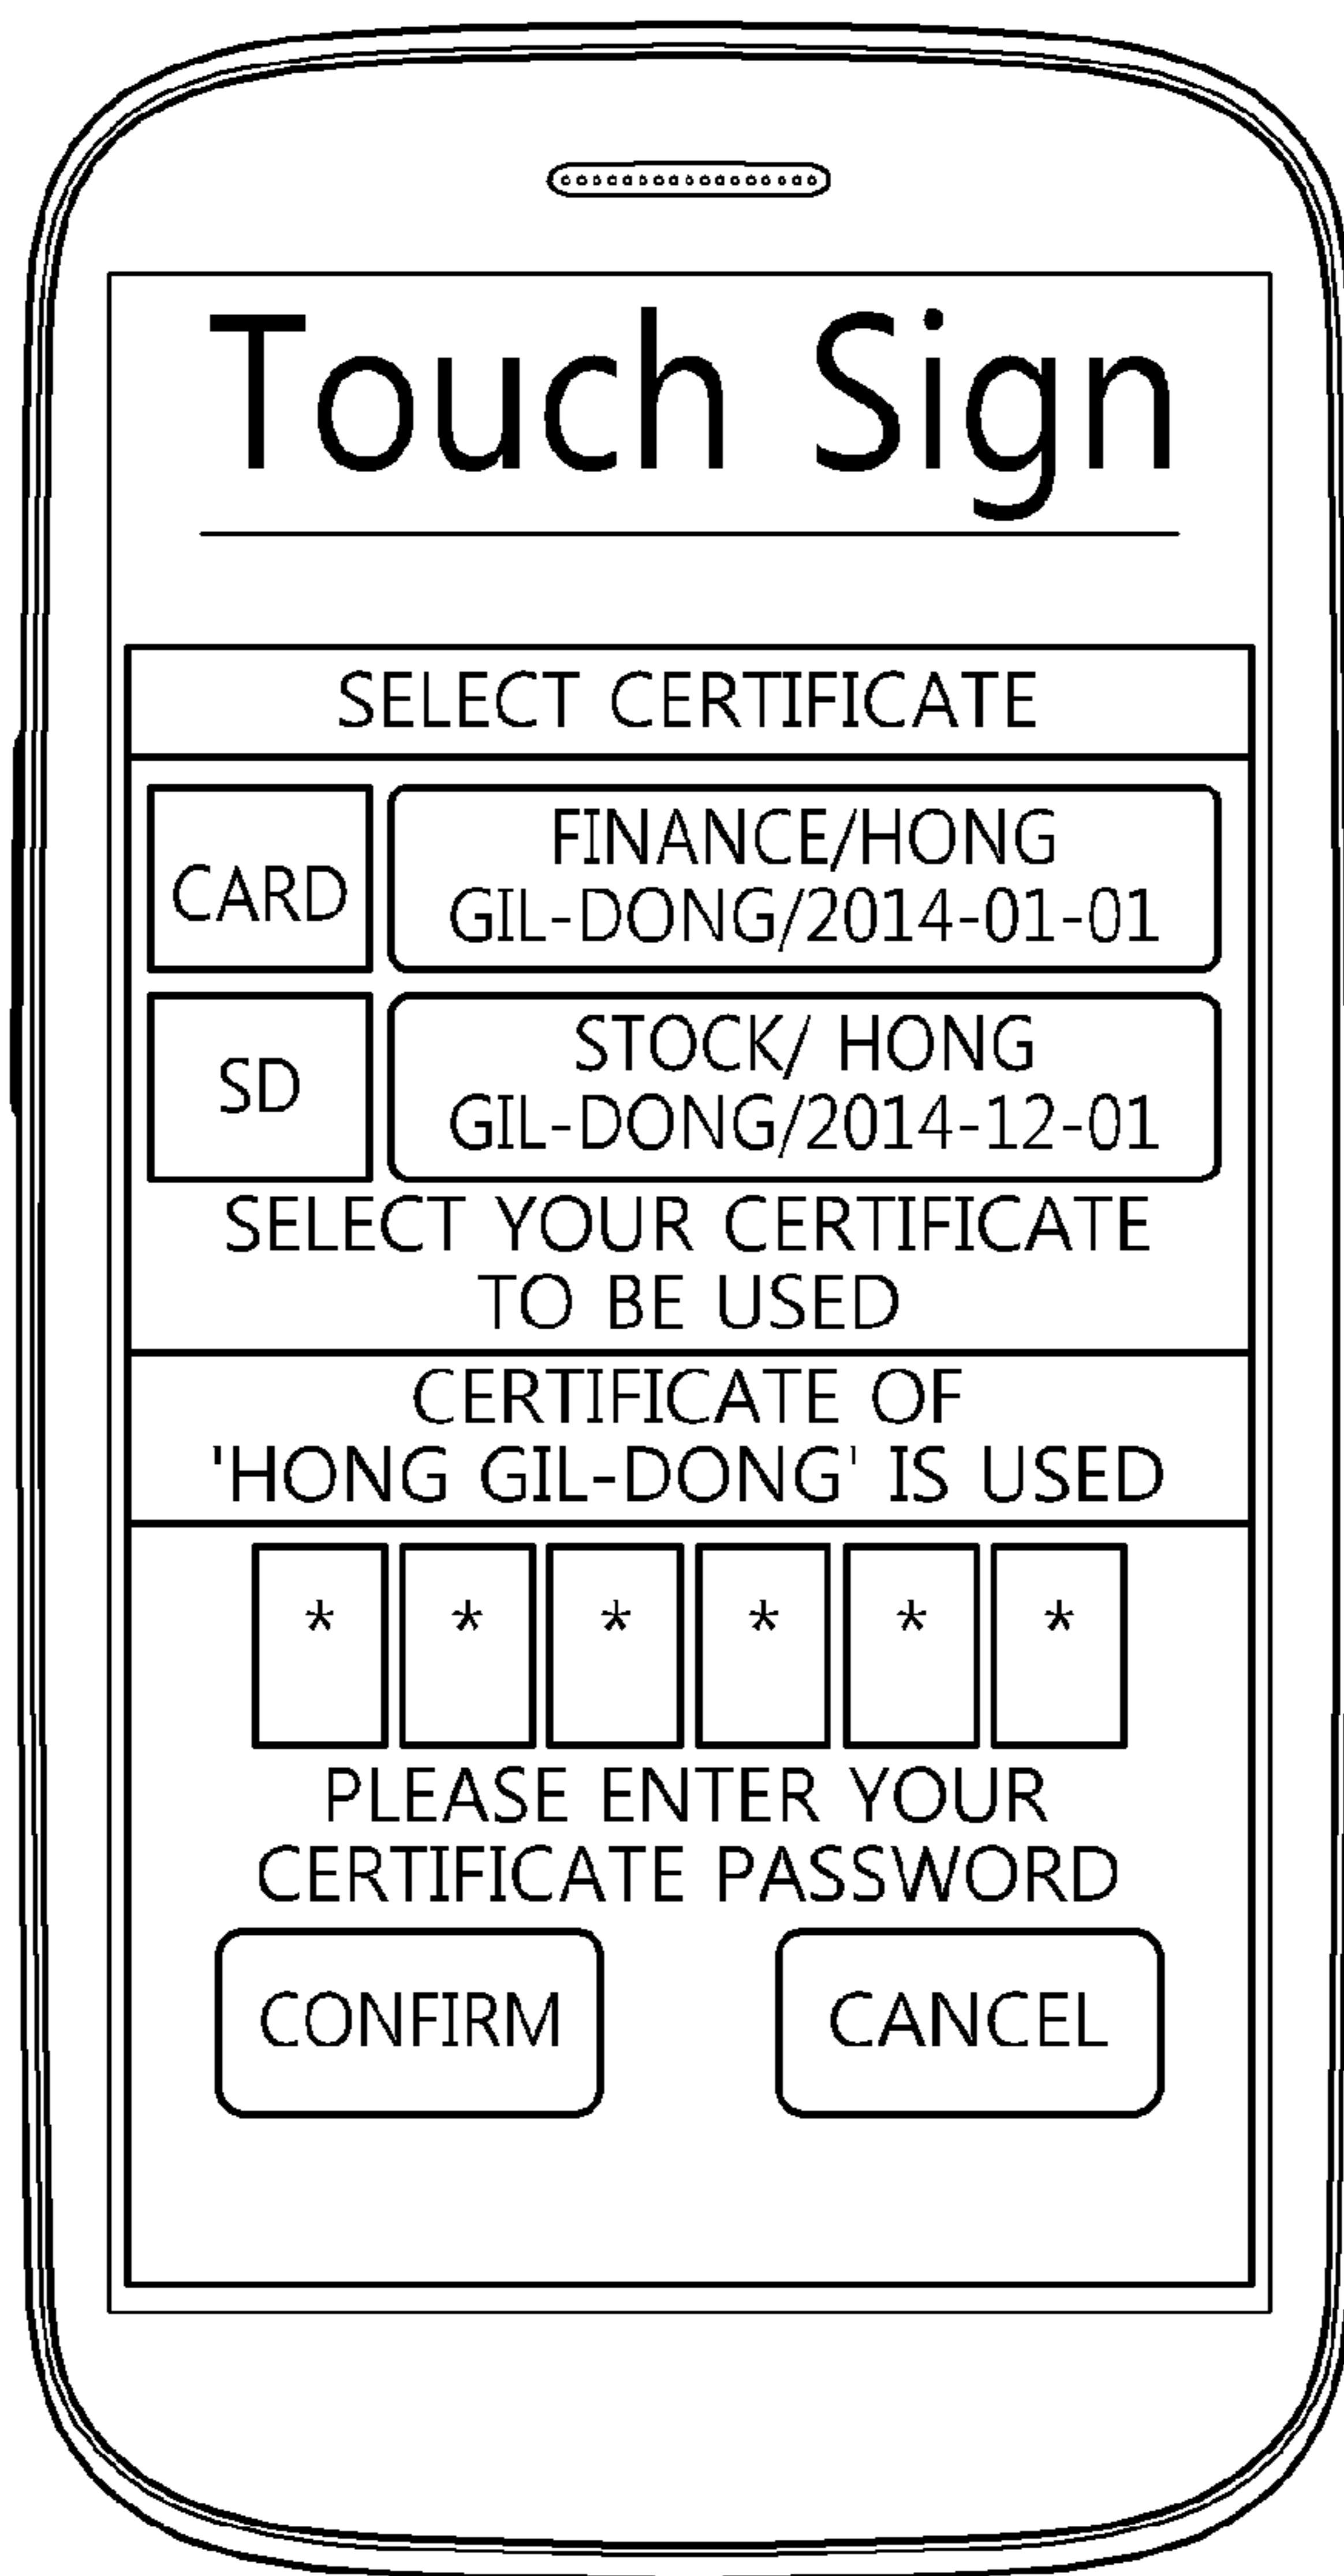 Touch Sign
SELECT CERTIFICATE
CARD
FINANCE/HONG
GIL-DONG/2014-01-01
SD
STOCK/ HONG
GIL-DONG/2014-12-01
SELECT YOUR CERTIFICATE
TO BE USED
CERTIFICATE OF
'HONG GIL-DONG' IS USED
* * * * * *
PLEASE ENTER YOUR
CERTIFICATE PASSWORD
CONFIRM CANCEL